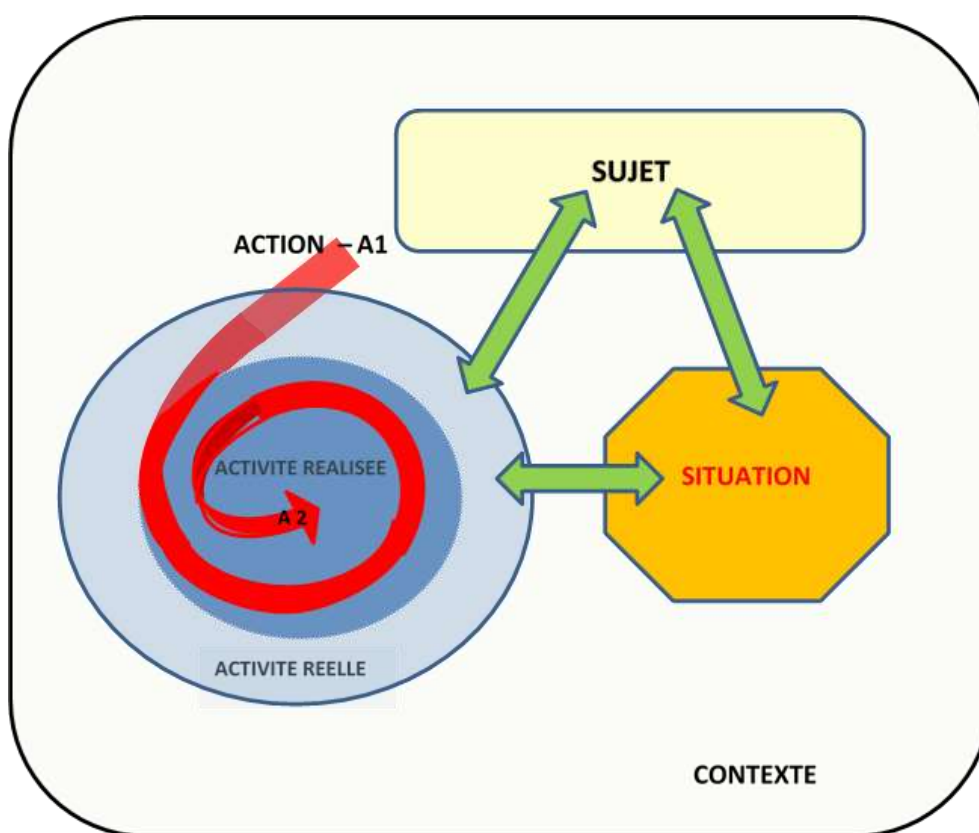 SUJET
ACTION – A1
ACTIVITE REALISEE
SITUATION
A 2
ACTIVITE REELLE
CONTEXTE